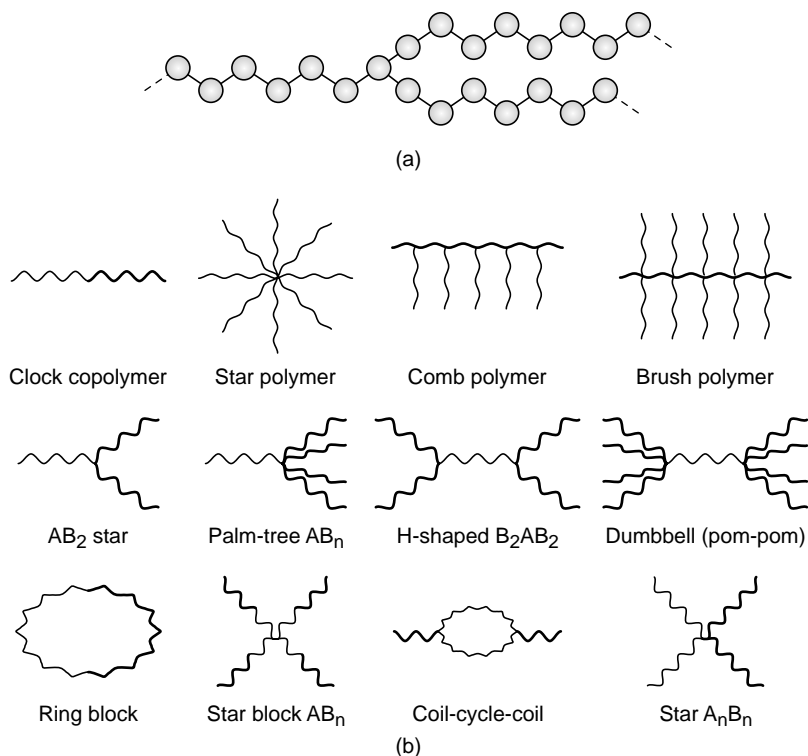 (a)
Clock copolymer
Star polymer
Comb polymer
Brush polymer
AB2 star
Palm-tree ABn
H-shaped B2AB2
Dumbbell (pom-pom)
Ring block
Star block ABn
Coil-cycle-coil
Star AnBn
(b)